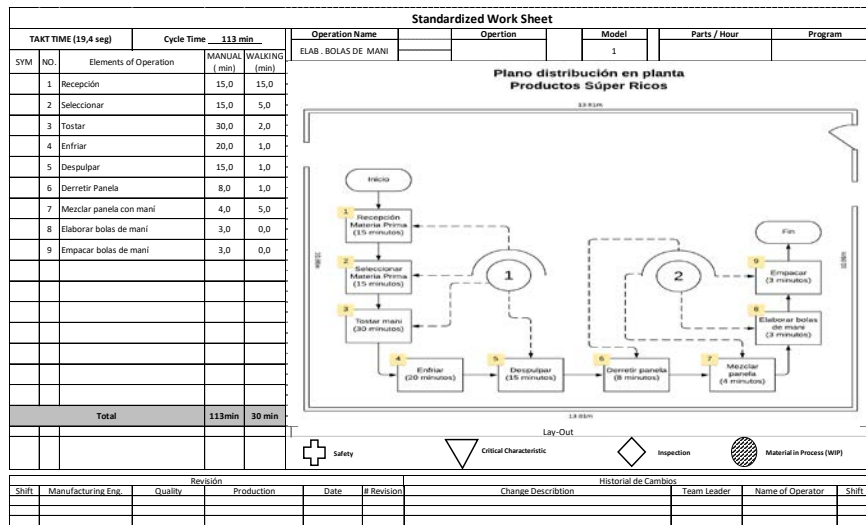 Standardized Work Sheet
TAKT TIME (19,4 seg) Cycle Time 113 min
Operation Name Opertion Model Parts / Hour Program
ELAB . BOLAS DE MANI 1
SYM NO. Elements of Operation MANUAL ( min) WALKING (min)
1 Recepción 15,0 15,0
2 Seleccionar 15,0 5,0
3 Tostar 30,0 2,0
4 Enfriar 20,0 1,0
5 Despulpar 15,0 1,0
6 Derretir Panela 8,0 1,0
7 Mezclar panela con maní 4,0 5,0
8 Elaborar bolas de maní 3,0 0,0
9 Empacar bolas de maní 3,0 0,0
Total 113min 30 min
Plano distribución en planta
Productos Súper Ricos
Inicio
1
Recepción
Materia Prima
(15 minutos)
2
Seleccionar
Materia Prima
(15 minutos)
3
Tostar maní
(30 minutos)
4
Enfriar
(20 minutos)
5
Despulpar
(15 minutos)
6
Derretir panela
(8 minutos)
7
Mezclar
panela
(4 minutos)
8
Elaborar bolas
de maní
(3 minutos)
9
Empacar
(3 minutos)
Fin
1
2
Lay-Out
Safety
Critical Characteristic
Inspection
Material in Process (WIP)
Revisión Historial de Cambios
Shift Manufacturing Eng. Quality Production Date # Revision Change Describtion Team Leader Name of Operator Shift